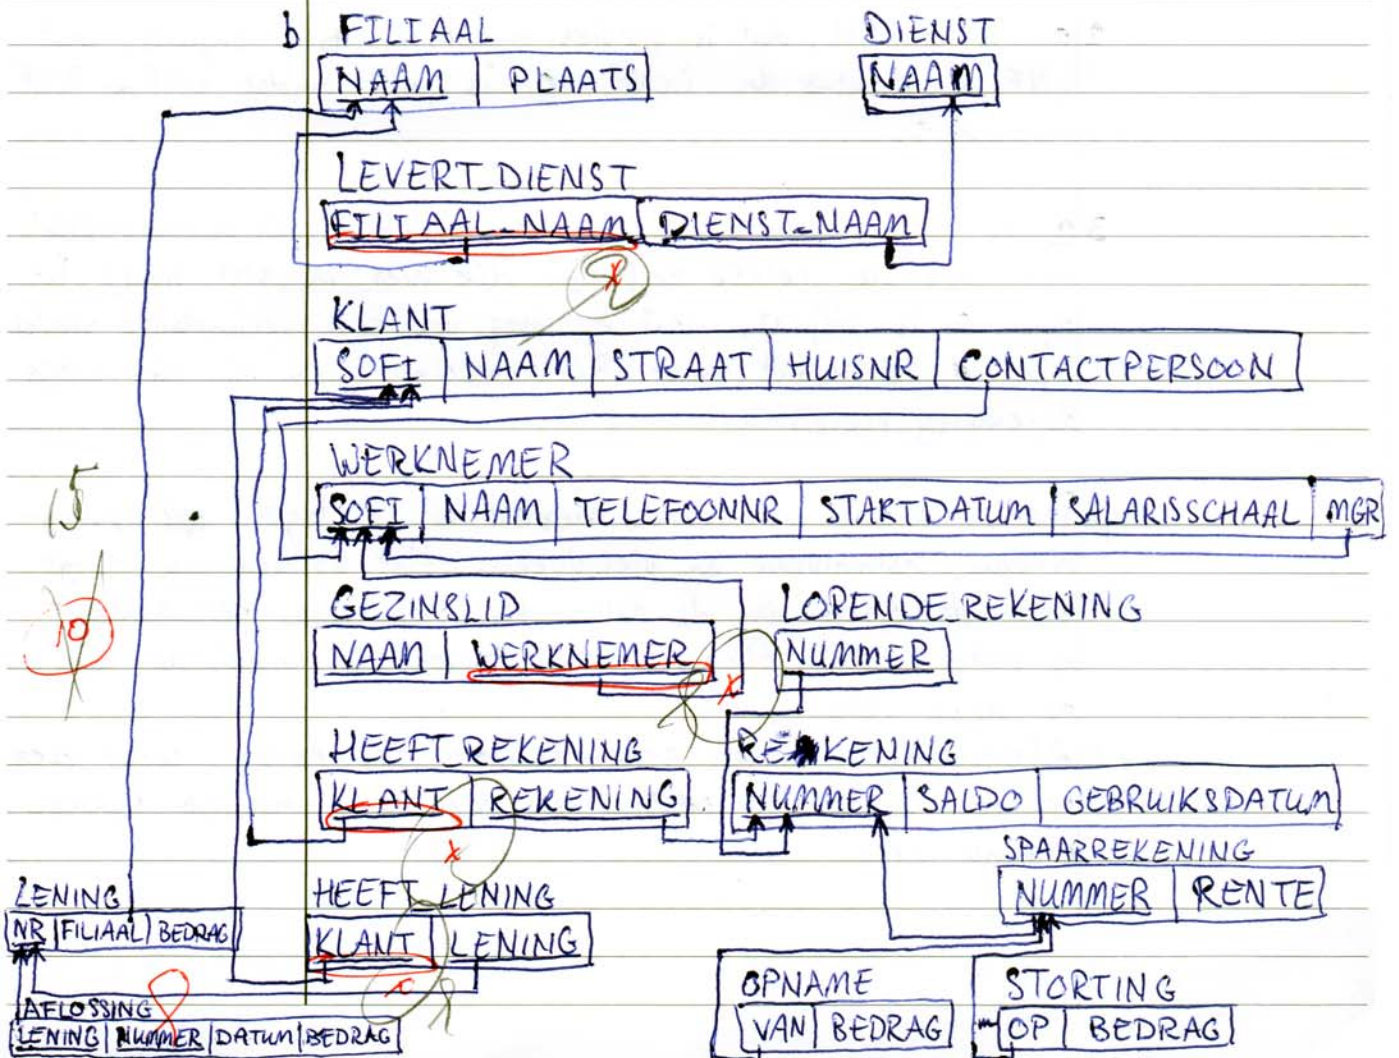 b FILIAAL DIENST
NAAM PLAATS NAAM
LEVERT_DIENST
FILIAAL_NAAM DIENST_NAAM
KLANT
SOFI NAAM STRAAT HUISNR CONTACTPERSOON
WERKNEMER
SOFI NAAM TELEFOONNR STARTDATUM SALARISSCHAAL MGR
15
10
GEZINSLID LOPENDE_REKENING
NAAM WERKNEMER NUMMER
HEEFT_REKENING REKENING
KLANT REKENING NUMMER SALDO GEBRUIKSDATUM
SPAARREKENING
NUMMER RENTE
LENING HEEFT_LENING
NR FILIAAL BEDRAG KLANT LENING
OPNAME STORTING
VAN BEDRAG OP BEDRAG
AFLOSSING
LENING NUMMER DATUM BEDRAG